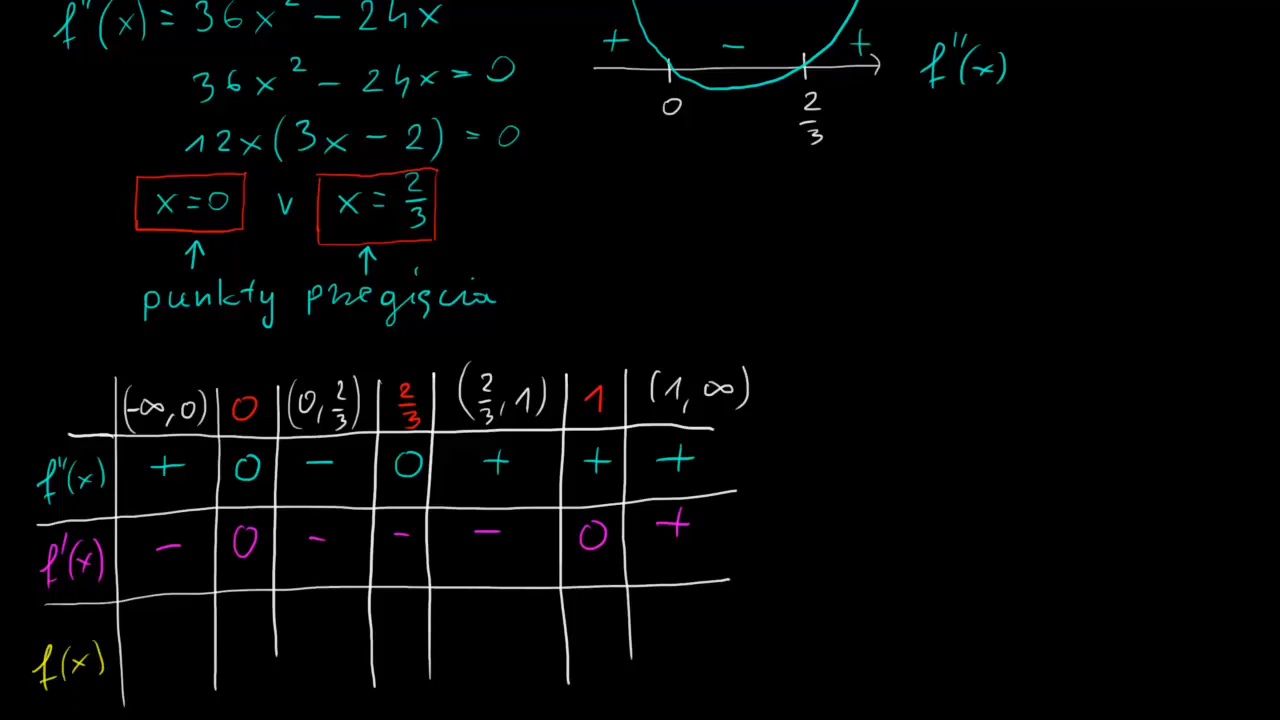 f''(x) = 36x² - 24x
36x² - 24x = 0
12x(3x - 2) = 0
x = 0 v x = 2/3
↑ ↑
punkty przegięcia
+ - +
f''(x)
0 2/3
(-∞, 0) 0 (0, 2/3) 2/3 (2/3, 1) 1 (1, ∞)
f''(x) + 0 - 0 + + +
f'(x) - 0 - - - 0 +
f(x)